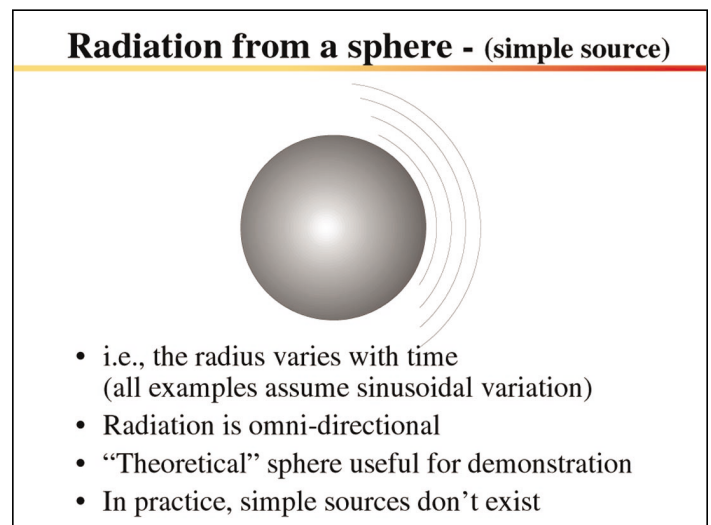 Radiation from a sphere - (simple source)
• i.e., the radius varies with time
(all examples assume sinusoidal variation)
• Radiation is omni-directional
• “Theoretical” sphere useful for demonstration
• In practice, simple sources don’t exist